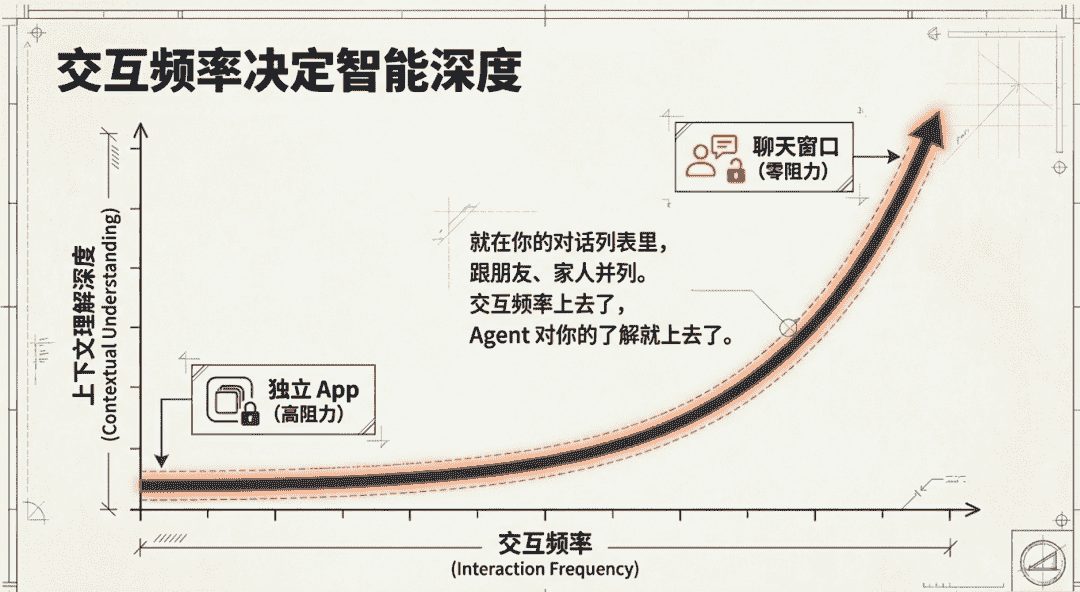 交互频率决定智能深度
聊天窗口
（零阻力）
就在你的对话列表里，
跟朋友、家人并列。
交互频率上去了，
Agent 对你的了解就上去了。
上下文理解深度
(Contextual Understanding)
独立 App
（高阻力）
交互频率
(Interaction Frequency)